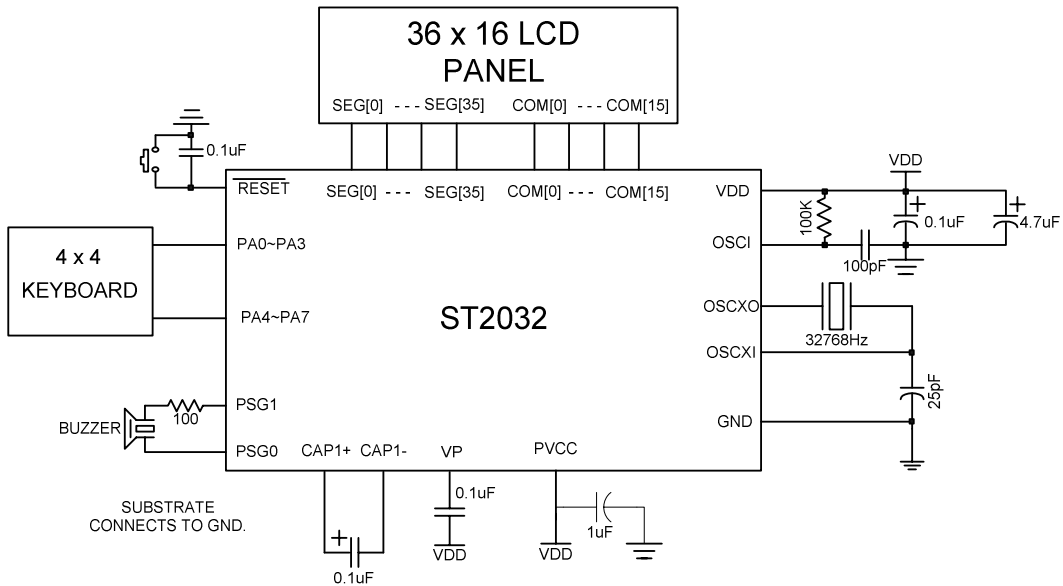 36 x 16 LCD
PANEL
SEG[0] --- SEG[35] COM[0] --- COM[15]
0.1uF
RESET
SEG[0] --- SEG[35] COM[0] --- COM[15]
VDD
VDD
100K
+
0.1uF
+
4.7uF
4 x 4
KEYBOARD
PA0~PA3
OSCI
100pF
PA4~PA7
ST2032
OSCXO
32768Hz
OSCXI
25pF
BUZZER
100
PSG1
GND
PSG0
CAP1+ CAP1- VP PVCC
SUBSTRATE
CONNECTS TO GND.
+
0.1uF
0.1uF
VDD
1uF
VDD